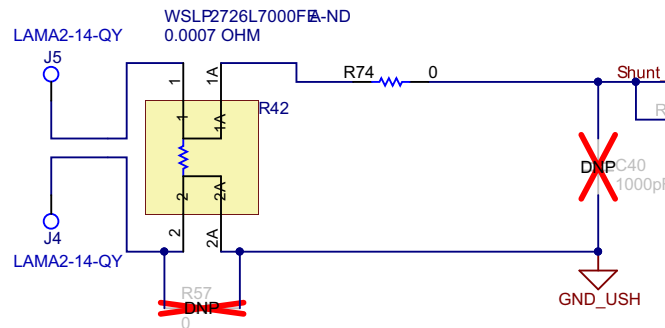 WSLP2726L7000FEA-ND
0.0007 OHM
LAMA2-14-QY
J5
1
1A
R74
0
Shunt
R42
1
1A
DNP
C40
1000pF
2
2A
J4
2
2A
LAMA2-14-QY
R57
DNP
0
GND_USH